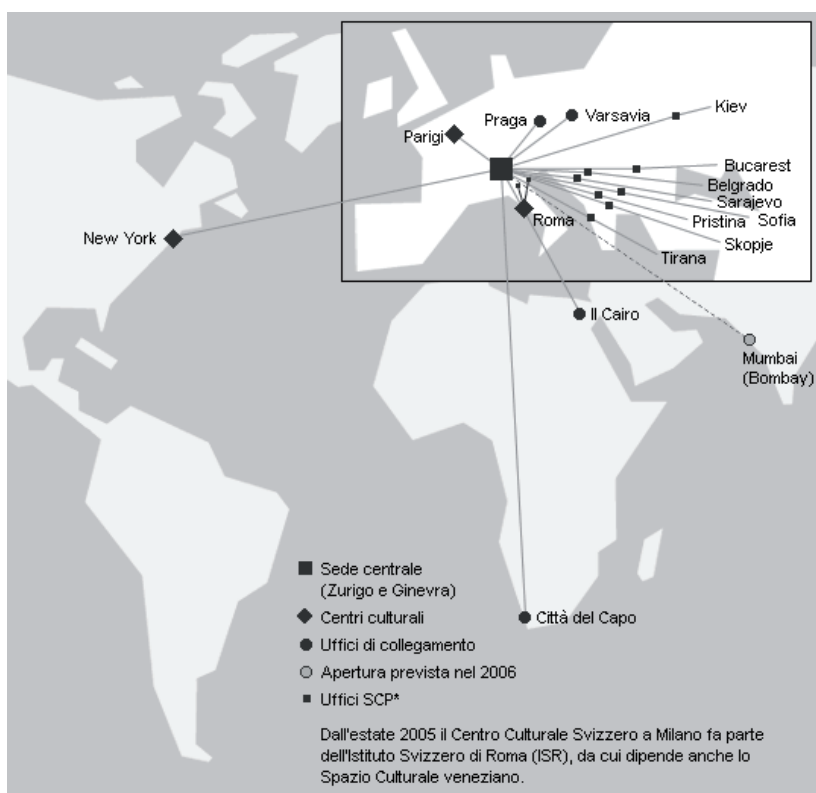 Kiev
Praga
Varsavia
Parigi
Bucarest
Belgrado
Sarajevo
Roma
Pristina
Sofia
New York
Skopje
Tirana
Il Cairo
Mumbai
(Bombay)
Sede centrale
(Zurigo e Ginevra)
Centri culturali
Città del Capo
Uffici di collegamento
Apertura prevista nel 2006
Uffici SCP*
Dall'estate 2005 il Centro Culturale Svizzero a Milano fa parte
dell'Istituto Svizzero di Roma (ISR), da cui dipende anche lo
Spazio Culturale veneziano.